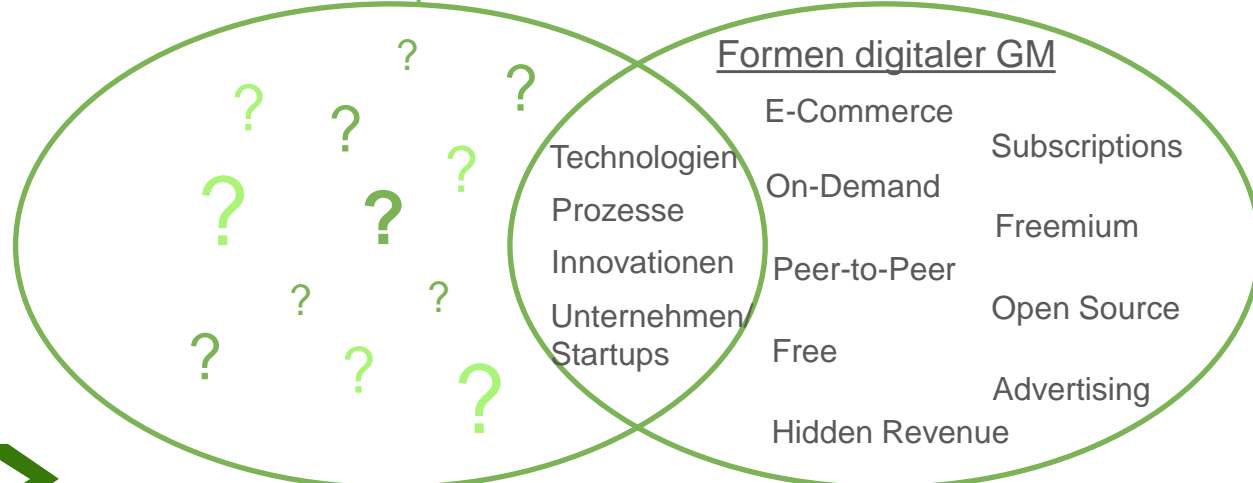 ?
?
?
?
?
?
?
?
?
?
?
?
Technologien
Prozesse
Innovationen
Unternehmen/
Startups
Formen digitaler GM
E-Commerce
Subscriptions
On-Demand
Freemium
Peer-to-Peer
Open Source
Free
Advertising
Hidden Revenue